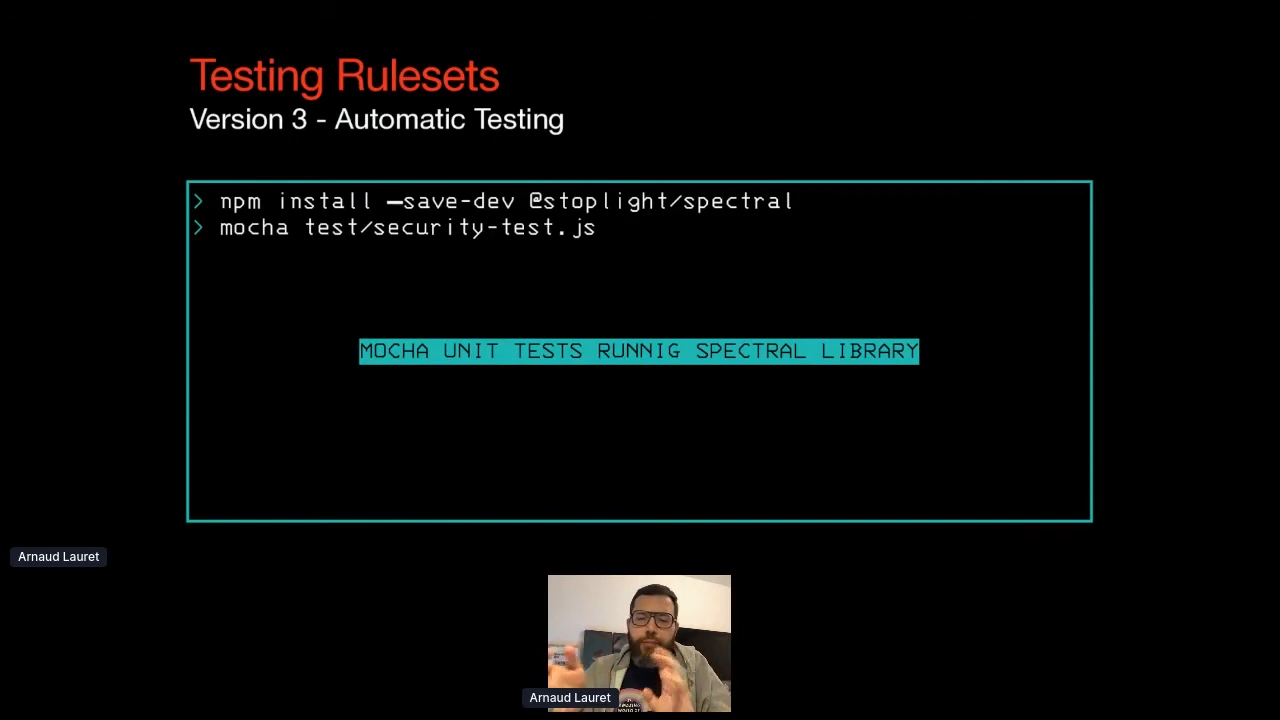 Testing Rulesets
Version 3 - Automatic Testing
> npm install —save-dev @stoplight/spectral
> mocha test/security-test.js
MOCHA UNIT TESTS RUNNIG SPECTRAL LIBRARY
Arnaud Lauret
Arnaud Lauret